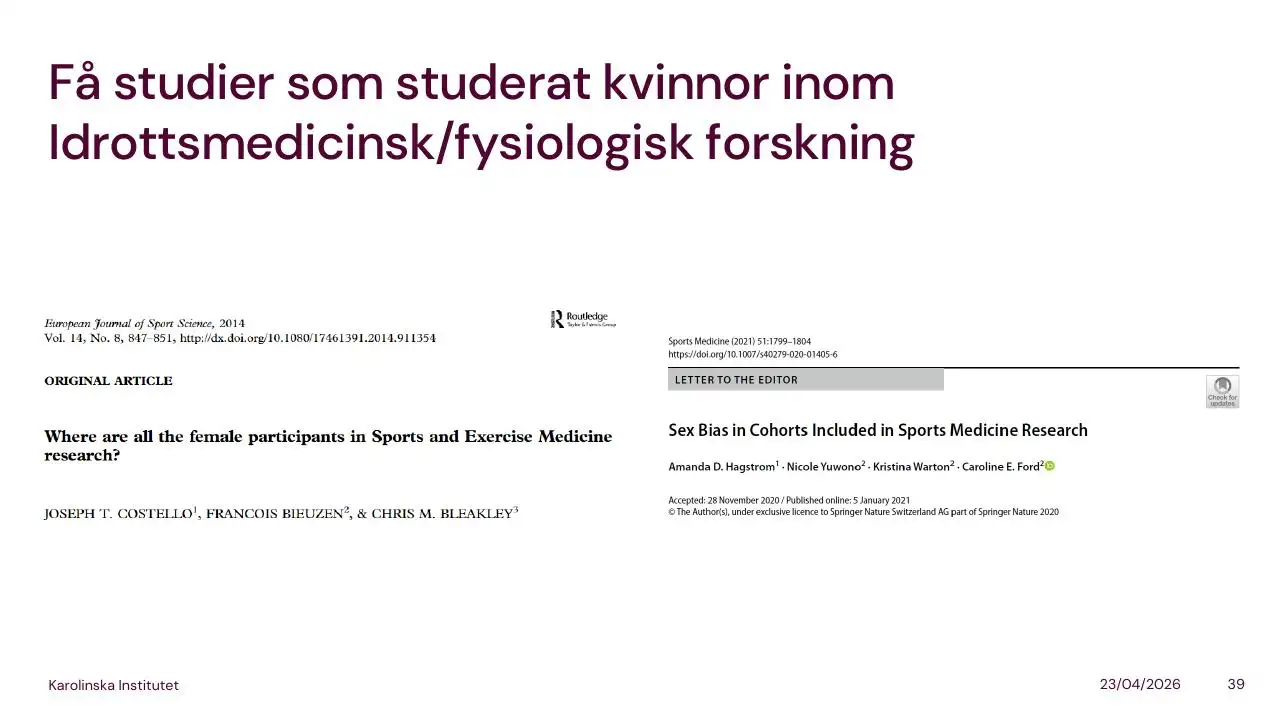 Få studier som studerat kvinnor inom
Idrottsmedicinsk/fysiologisk forskning
European Journal of Sport Science, 2014
Vol. 14, No. 8, 847–851, http://dx.doi.org/10.1080/17461391.2014.911354
Routledge
Taylor & Francis Group
ORIGINAL ARTICLE
Where are all the female participants in Sports and Exercise Medicine
research?
JOSEPH T. COSTELLO¹, FRANCOIS BIEUZEN², & CHRIS M. BLEAKLEY³
Sports Medicine (2021) 51:1799–1804
https://doi.org/10.1007/s40279-020-01405-6
LETTER TO THE EDITOR
Check for
updates
Sex Bias in Cohorts Included in Sports Medicine Research
Amanda D. Hagstrom¹ · Nicole Yuwono² · Kristina Warton² · Caroline E. Ford²
Accepted: 28 November 2020 / Published online: 5 January 2021
© The Author(s), under exclusive licence to Springer Nature Switzerland AG part of Springer Nature 2020
Karolinska Institutet
23/04/2026
39